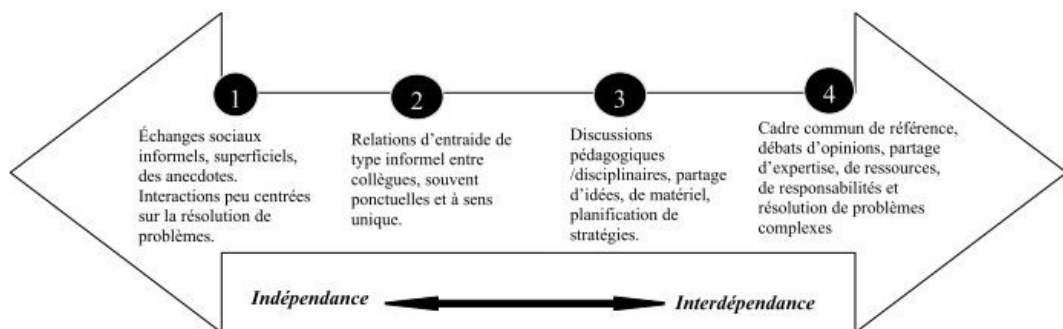 1
Échanges sociaux
informels, superficiels,
des anecdotes.
Interactions peu centrées
sur la résolution de
problèmes.
2
Relations d'entraide de
type informel entre
collègues, souvent
ponctuelles et à sens
unique.
3
Discussions
pédagogiques
/disciplinaires, partage
d'idées, de matériel,
planification de
stratégies.
4
Cadre commun de référence,
débats d'opinions, partage
d'expertise, de ressources,
de responsabilités et
résolution de problèmes
complexes
Indépendance
Interdépendance